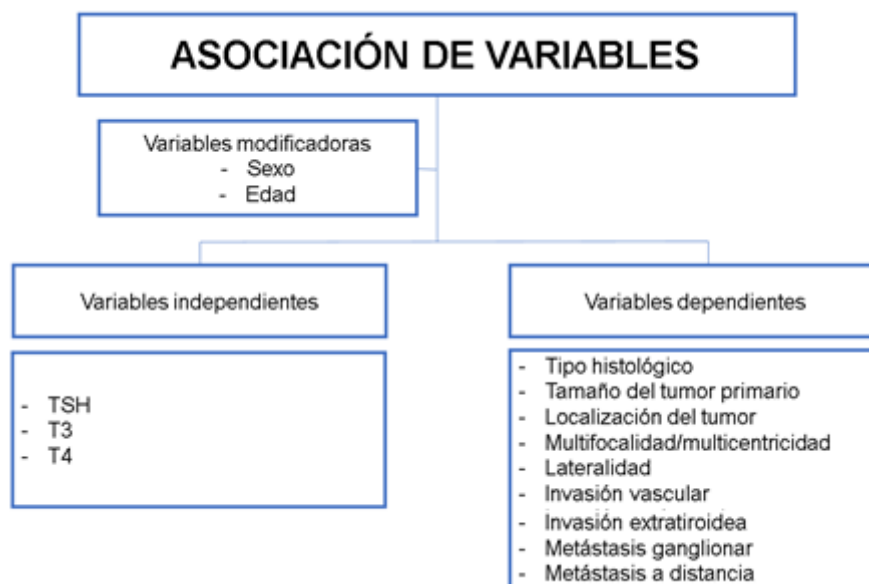 ASOCIACIÓN DE VARIABLES
Variables modificadoras
- Sexo
- Edad
Variables independientes
- TSH
- T3
- T4
Variables dependientes
- Tipo histológico
- Tamaño del tumor primario
- Localización del tumor
- Multifocalidad/multicentricidad
- Lateralidad
- Invasión vascular
- Invasión extratiroidea
- Metástasis ganglionar
- Metástasis a distancia